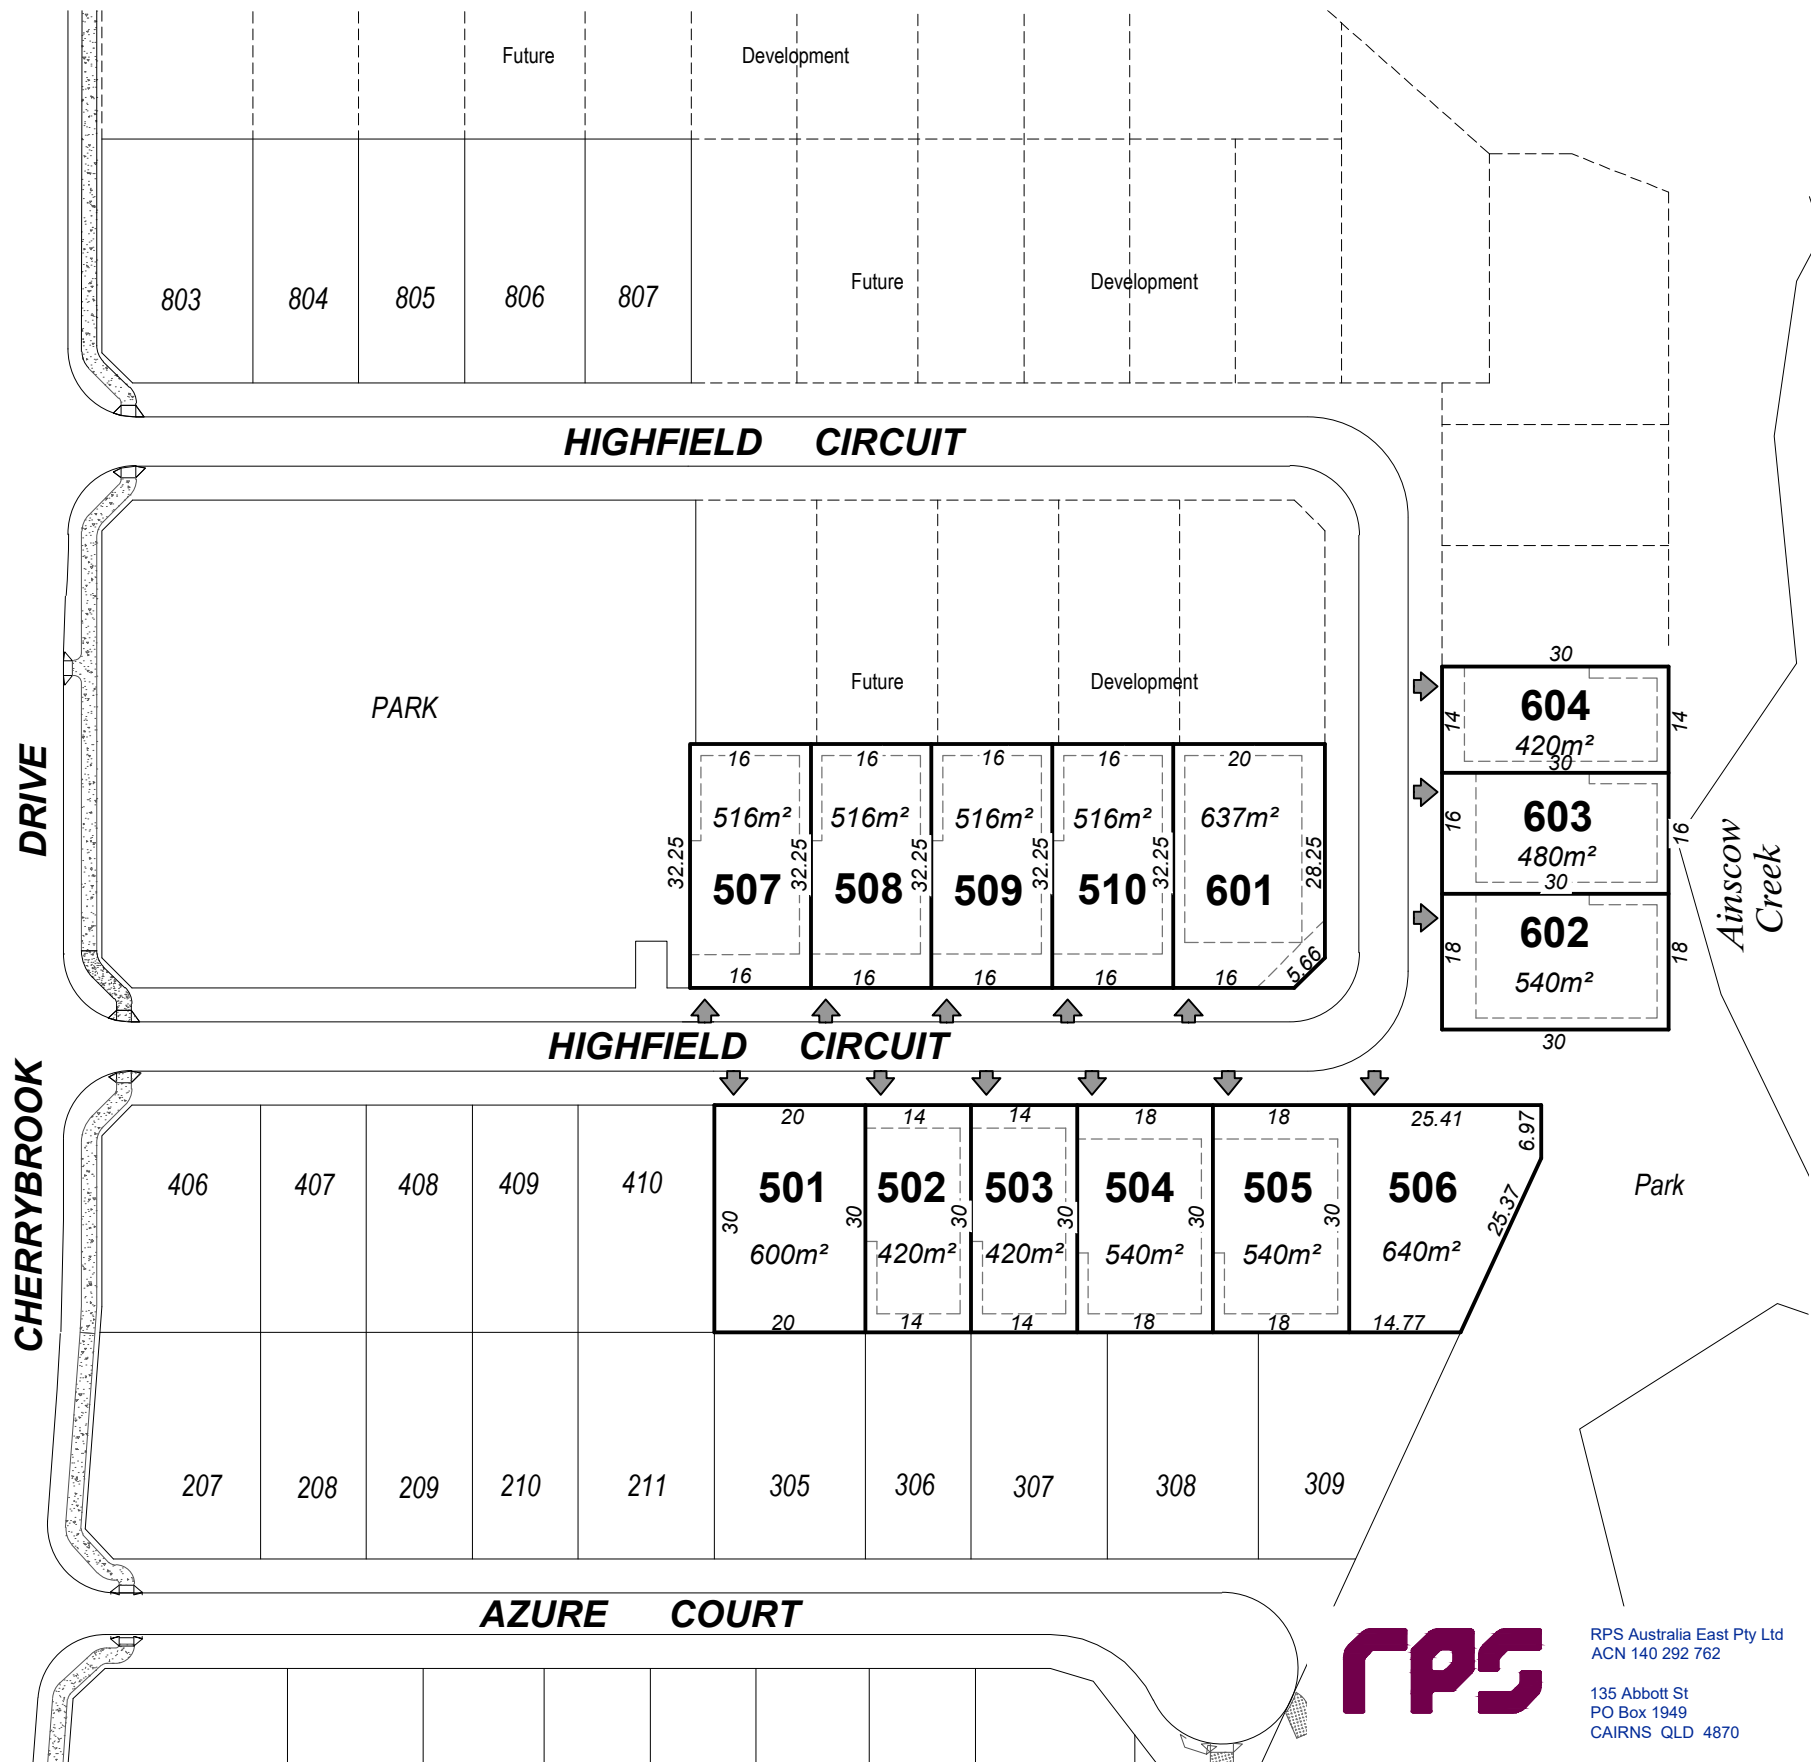 Future Development
803 804 805 806 807
Future Development
HIGHFIELD CIRCUIT
PARK
Future Development
DRIVE
30
14 604 14
420m²
30
16 603 16
480m²
30
18 602 18
540m²
30
Ainscow
Creek
16 16 16 16 20
516m² 516m² 516m² 516m² 637m²
32.25 32.25 32.25 32.25 32.25 28.25
507 508 509 510 601
16 16 16 16 16 5.66
HIGHFIELD CIRCUIT
CHERRYBROOK
20 14 14 18 18 25.41 6.97
406 407 408 409 410 501 502 503 504 505 506 Park
30 30 30 30 30 30 25.37
600m² 420m² 420m² 540m² 540m² 640m²
20 14 14 18 18 14.77
207 208 209 210 211 305 306 307 308 309
AZURE COURT
rps
RPS Australia East Pty Ltd
ACN 140 292 762
135 Abbott St
PO Box 1949
CAIRNS QLD 4870